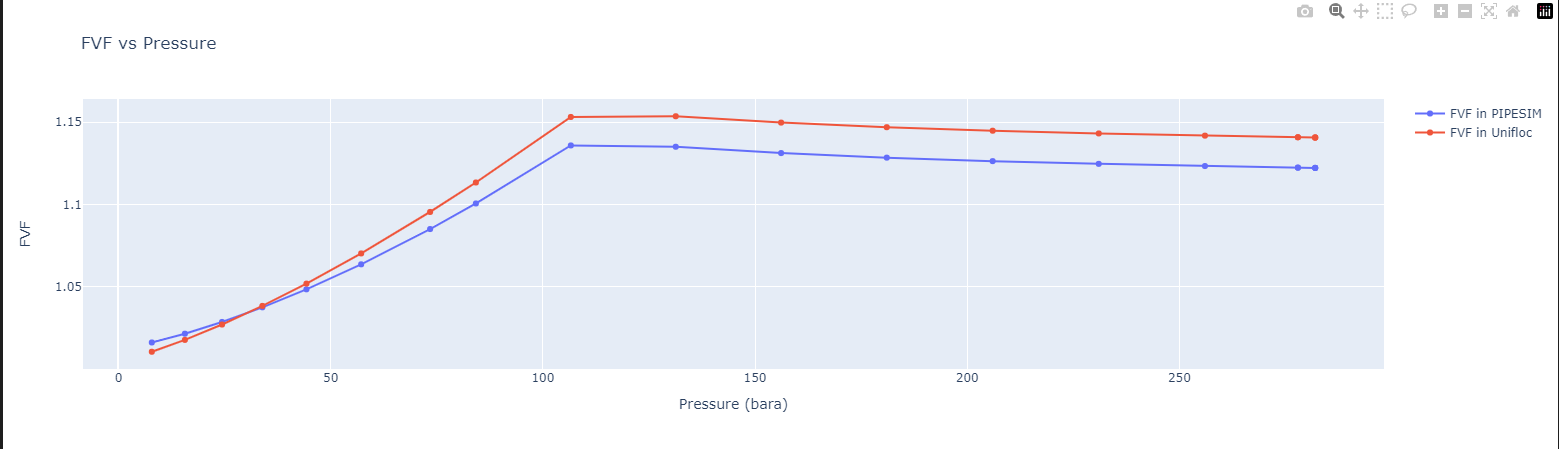 FVF vs Pressure
FVF in PIPESIM
FVF in Unifloc
1.15
1.1
1.05
FVF
0 50 100 150 200 250
Pressure (bara)